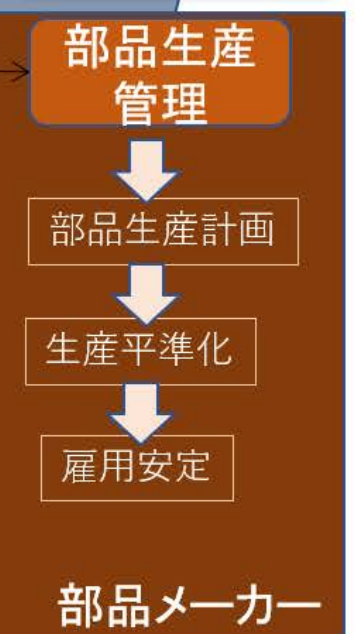 部品生産
管理
部品生産計画
生産平準化
雇用安定
部品メーカー